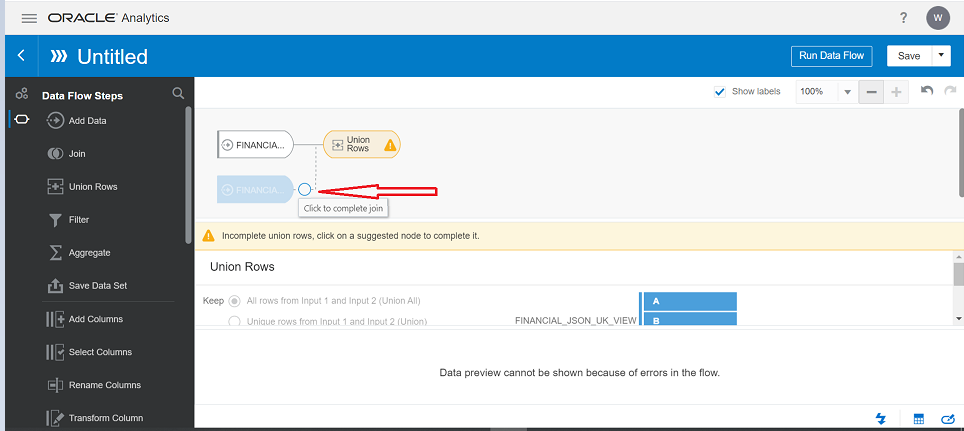 ORACLE Analytics
?
W
Untitled
Run Data Flow
Save
Data Flow Steps
Show labels
100%
Add Data
Join
Union Rows
Filter
Aggregate
Save Data Set
Add Columns
Select Columns
Rename Columns
Transform Column
FINANCIA...
Union
Rows
FINANCIA...
Click to complete join
Incomplete union rows, click on a suggested node to complete it.
Union Rows
Keep
All rows from Input 1 and Input 2 (Union All)
Unique rows from Input 1 and Input 2 (Union)
FINANCIAL_JSON_UK_VIEW
A
B
Data preview cannot be shown because of errors in the flow.